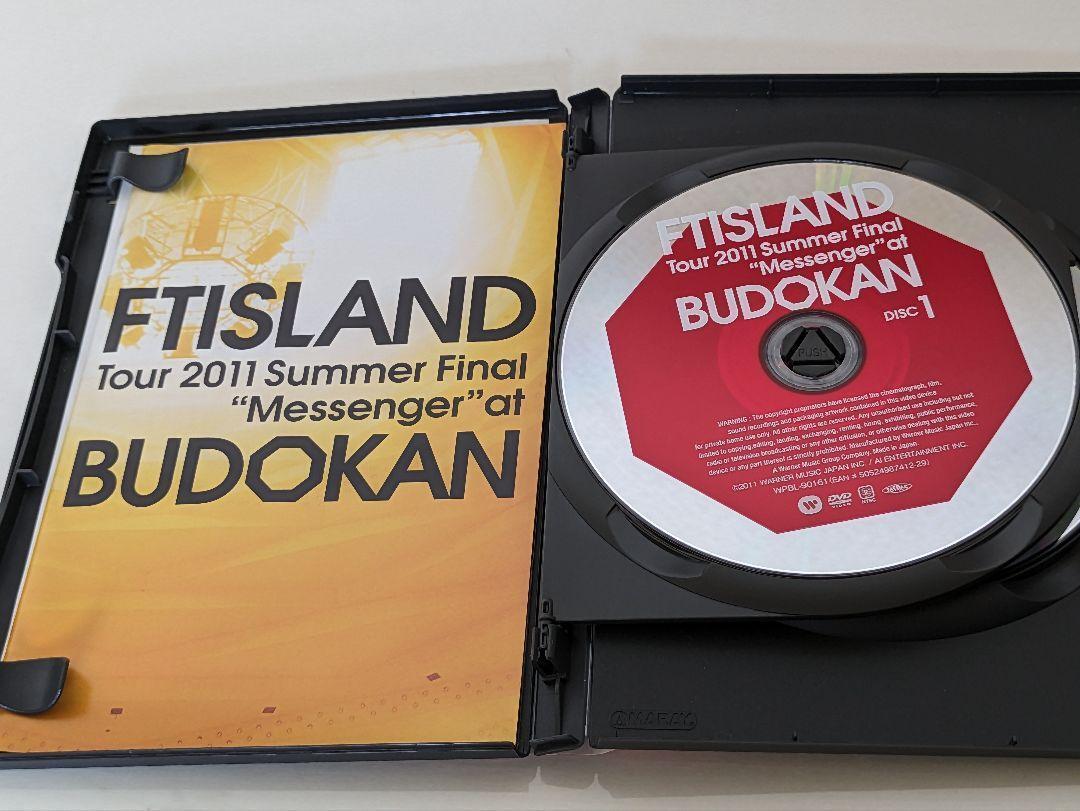 FTISLAND
Tour 2011 Summer Final
“Messenger” at
BUDOKAN
FTISLAND
Tour 2011 Summer Final
“Messenger” at
BUDOKAN
DISC 1
PUSH
WARNING : The copyright proprietors have licensed the cinematograph, film,
sound recordings and packaging artwork contained in this video device
for private home use only. All other rights are reserved. Any unauthorised use including but not
limited to copying editing, lending, exchanging, renting, hiring, exhibiting, public performance,
radio or television broadcasting or any other diffusion, or otherwise dealing with this video
device or any part thereof is strictly prohibited. Manufactured by Warner Music Japan Inc.,
A Warner Music Group Company. Made in Japan.
℗2011 WARNER MUSIC JAPAN INC. / AI ENTERTAINMENT INC.
WPBL-90161 (EAN = 50524987412-29)
DVD
VIDEO
NTSC
AMARAY